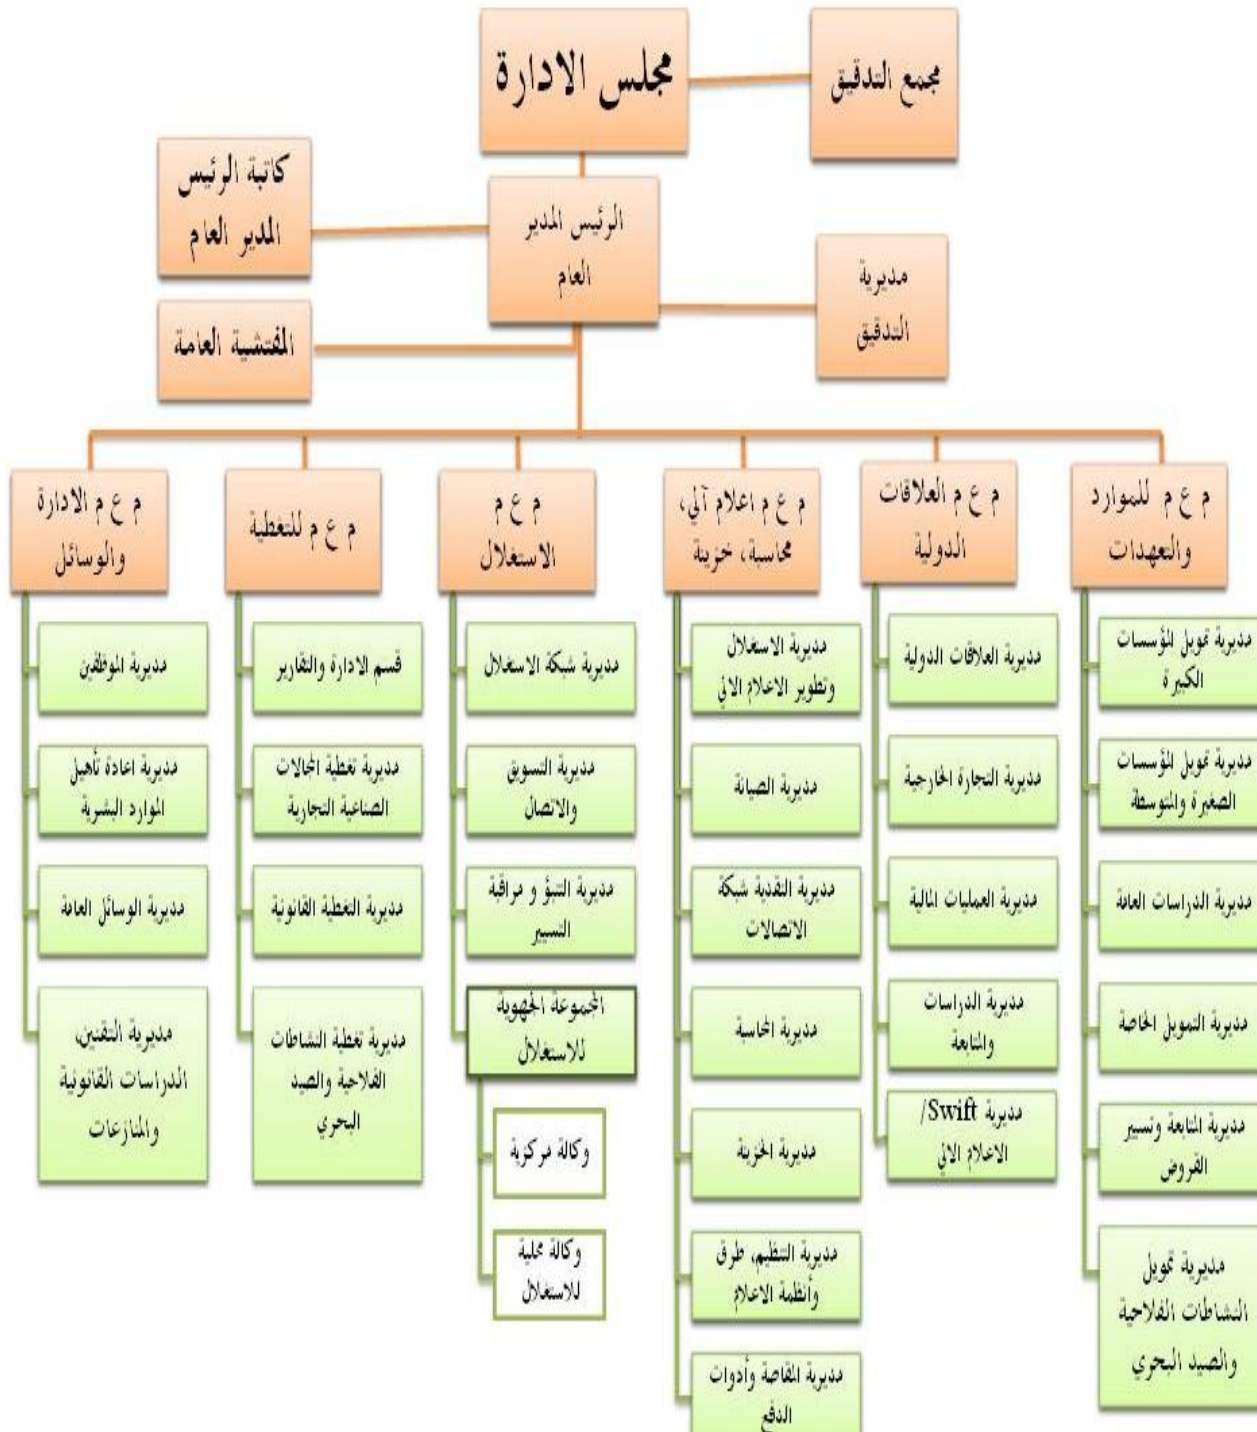 مجلس الادارة
مجمع التدقيق
كاتبة الرئيس
المدير العام
الرئيس المدير
العام
مديرية
التدقيق
المفتشية العامة
م ع م للموارد
والتعهدات
مديرية تمويل المؤسسات
الكبيرة
مديرية تمويل المؤسسات
الصغيرة والمتوسطة
مديرية الدراسات العامة
مديرية التمويل الخاصة
مديرية المتابعة وتسيير
القروض
مديرية تمويل
النشاطات الفلاحية
والصيد البحري
م ع م العلاقات
الدولية
مديرية العلاقات الدولية
مديرية التجارة الخارجية
مديرية العمليات المالية
مديرية الدراسات
والمتابعة
مديرية Swift/
الاعلام الالي
م ع م اعلام آلي،
محاسبة، خزينة
مديرية الاستغلال
وتطوير الاعلام الالي
مديرية الصيانة
مديرية النقدية شبكة
الاتصالات
مديرية المحاسبة
مديرية الخزينة
مديرية التنظيم، طرق
وأنظمة الاعلام
مديرية المقاصة وأدوات
الدفع
م ع م
الاستغلال
مديرية شبكة الاستغلال
مديرية التسويق
والاتصال
مديرية التنبؤ و مراقبة
التسيير
المجموعة الجهوية
للاستغلال
وكالة مركزية
وكالة محلية
للاستغلال
م ع م للتغطية
قسم الادارة والتقارير
مديرية تغطية المجالات
الصناعية التجارية
مديرية التغطية القانونية
مديرية تغطية النشاطات
الفلاحية والصيد
البحري
م ع م الادارة
والوسائل
مديرية الموظفين
مديرية اعادة تأهيل
الموارد البشرية
مديرية الوسائل العامة
مديرية التقنين،
الدراسات القانونية
والمنازعات